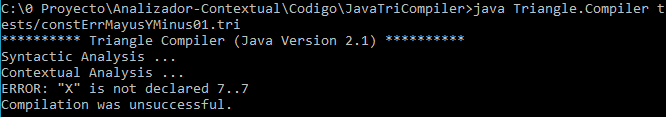 C:\0 Proyecto\Analizador-Contextual\Codigo\JavaTriCompiler>java Triangle.Compiler t
ests/constErrMayusYMinus01.tri
********** Triangle Compiler (Java Version 2.1) **********
Syntactic Analysis ...
Contextual Analysis ...
ERROR: "X" is not declared 7..7
Compilation was unsuccessful.